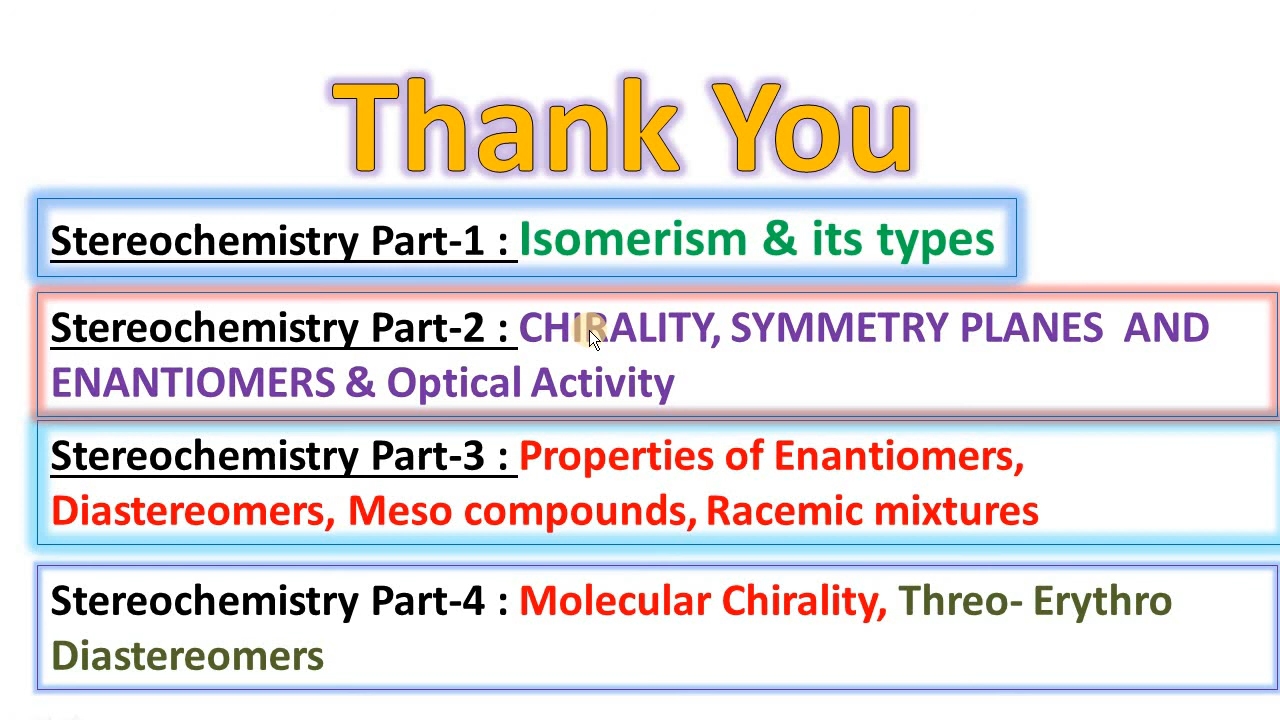 Thank You
Stereochemistry Part-1 : Isomerism & its types
Stereochemistry Part-2 : CHIRALITY, SYMMETRY PLANES AND
ENANTIOMERS & Optical Activity
Stereochemistry Part-3 : Properties of Enantiomers,
Diastereomers, Meso compounds, Racemic mixtures
Stereochemistry Part-4 : Molecular Chirality, Threo- Erythro
Diastereomers